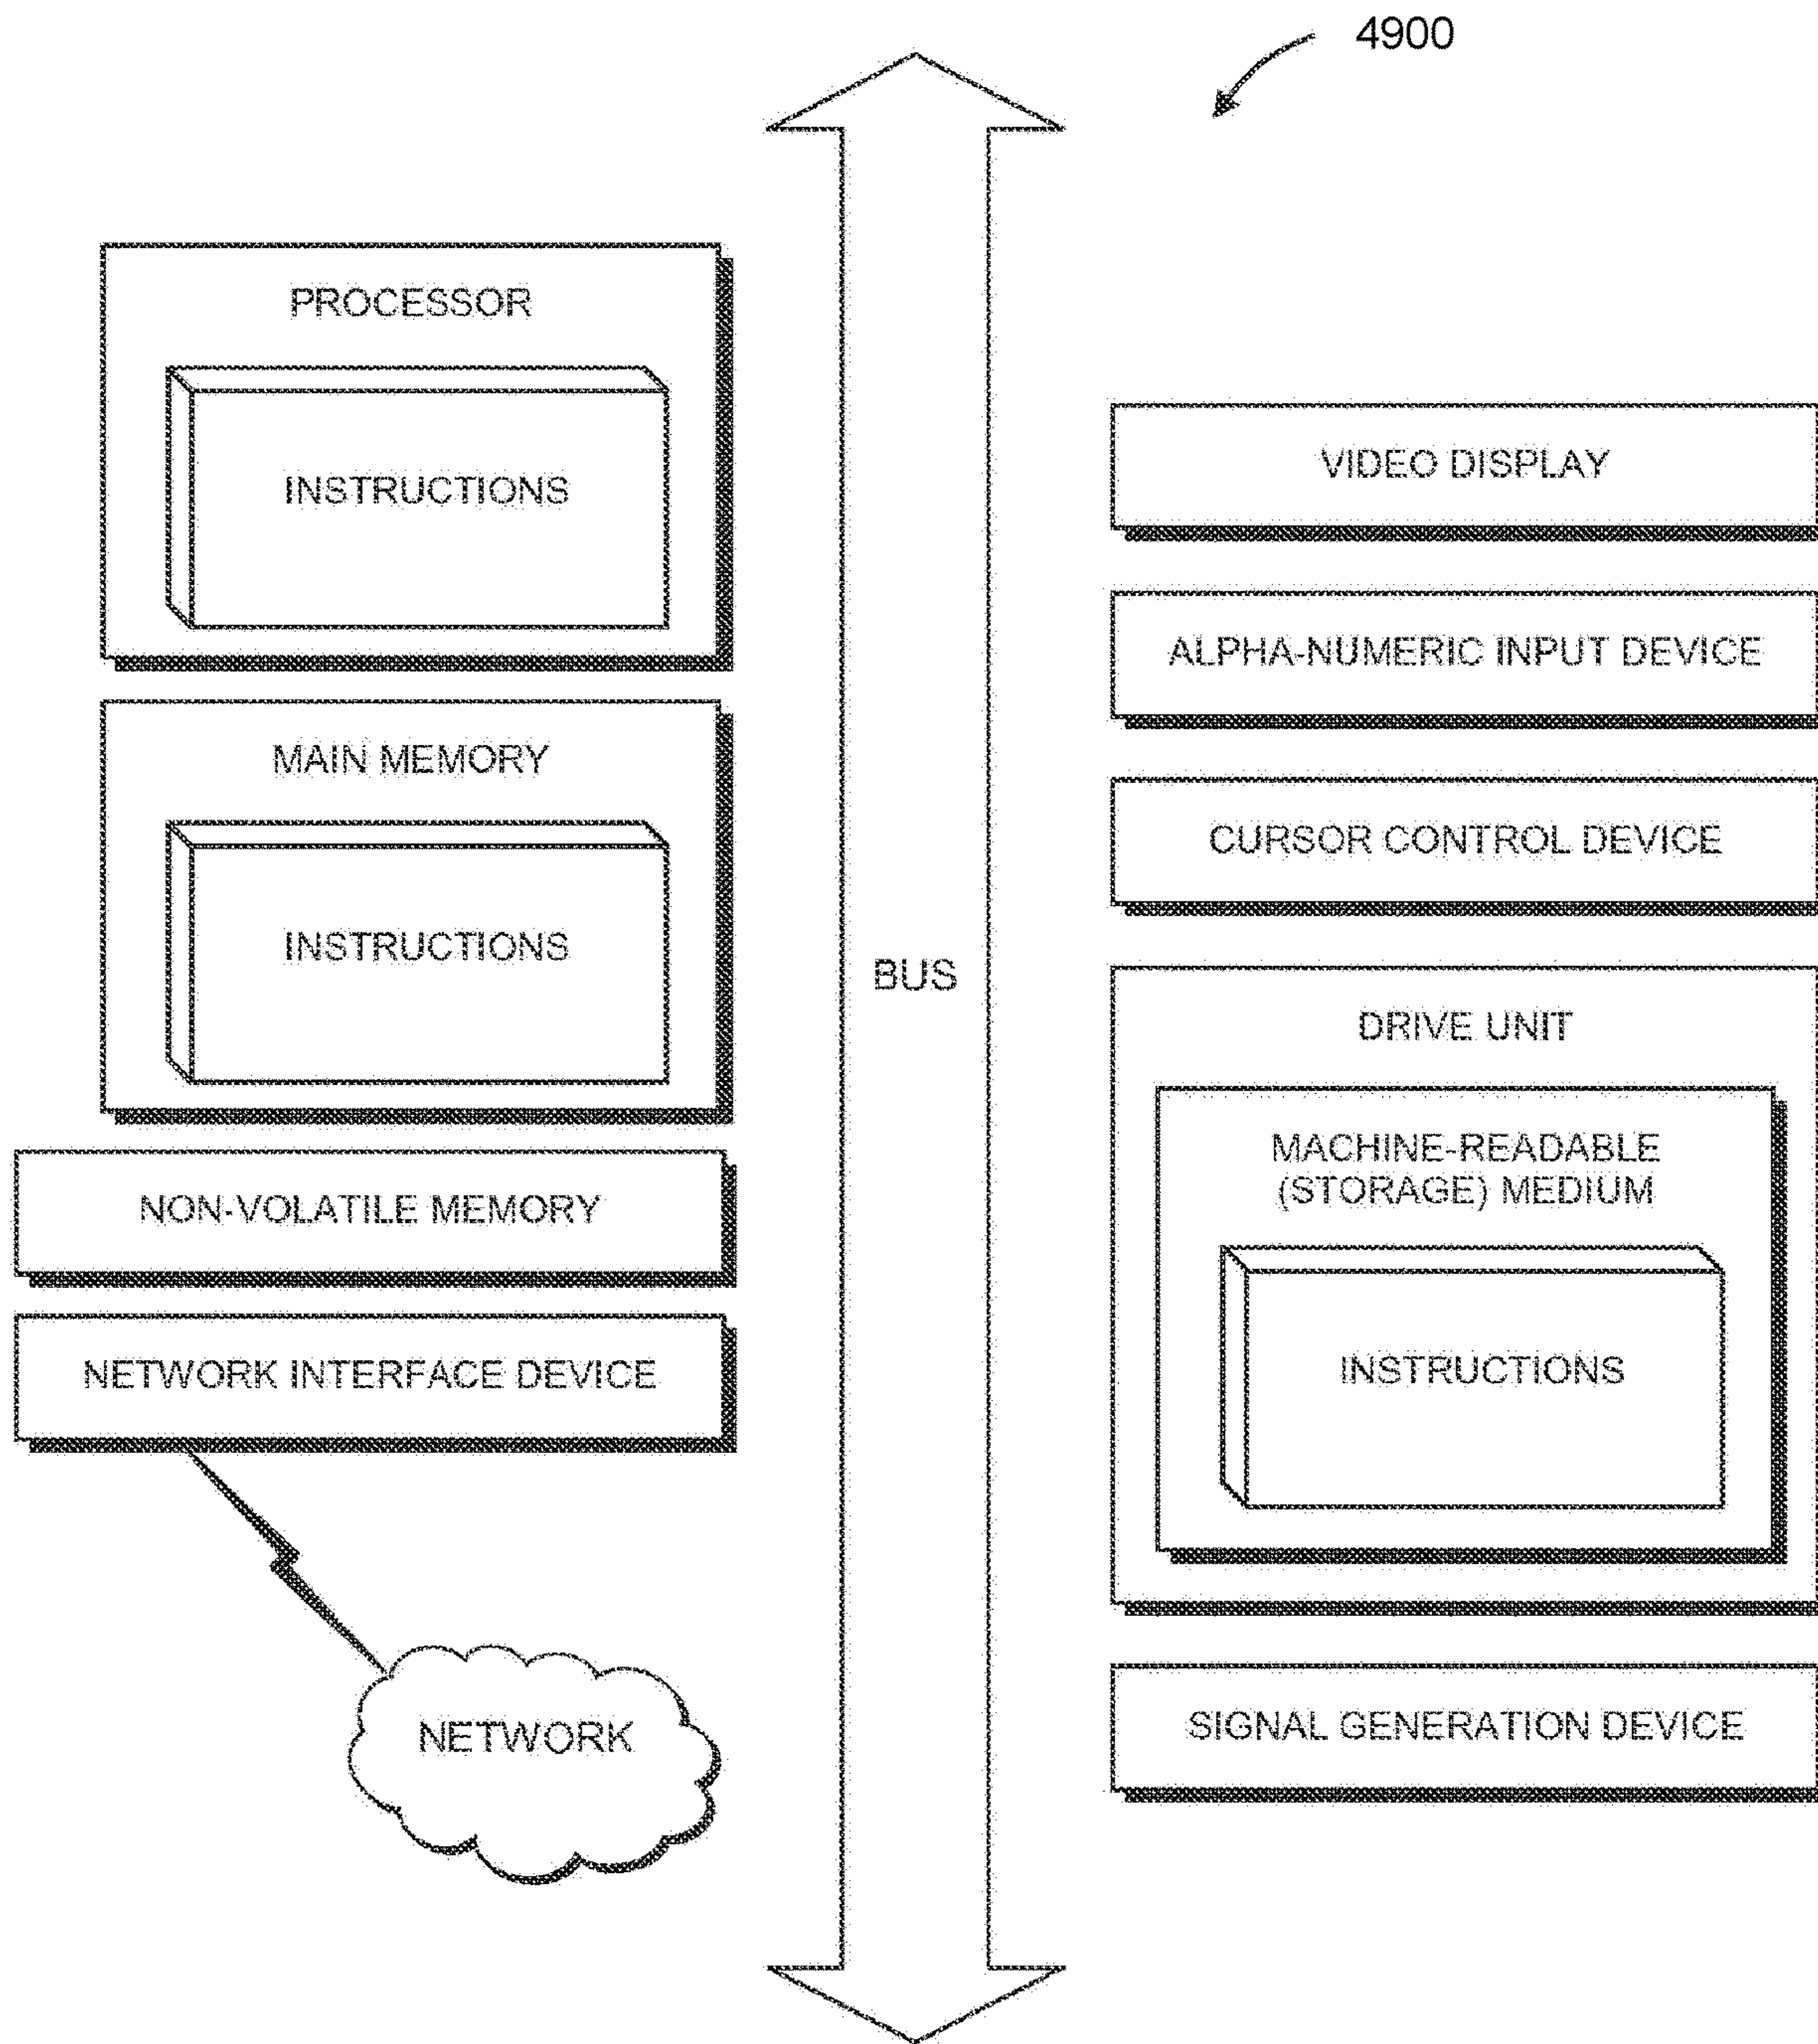 4900
PROCESSOR
INSTRUCTIONS
MAIN MEMORY
INSTRUCTIONS
NON-VOLATILE MEMORY
NETWORK INTERFACE DEVICE
NETWORK
BUS
VIDEO DISPLAY
ALPHA-NUMERIC INPUT DEVICE
CURSOR CONTROL DEVICE
DRIVE UNIT
MACHINE-READABLE
(STORAGE) MEDIUM
INSTRUCTIONS
SIGNAL GENERATION DEVICE